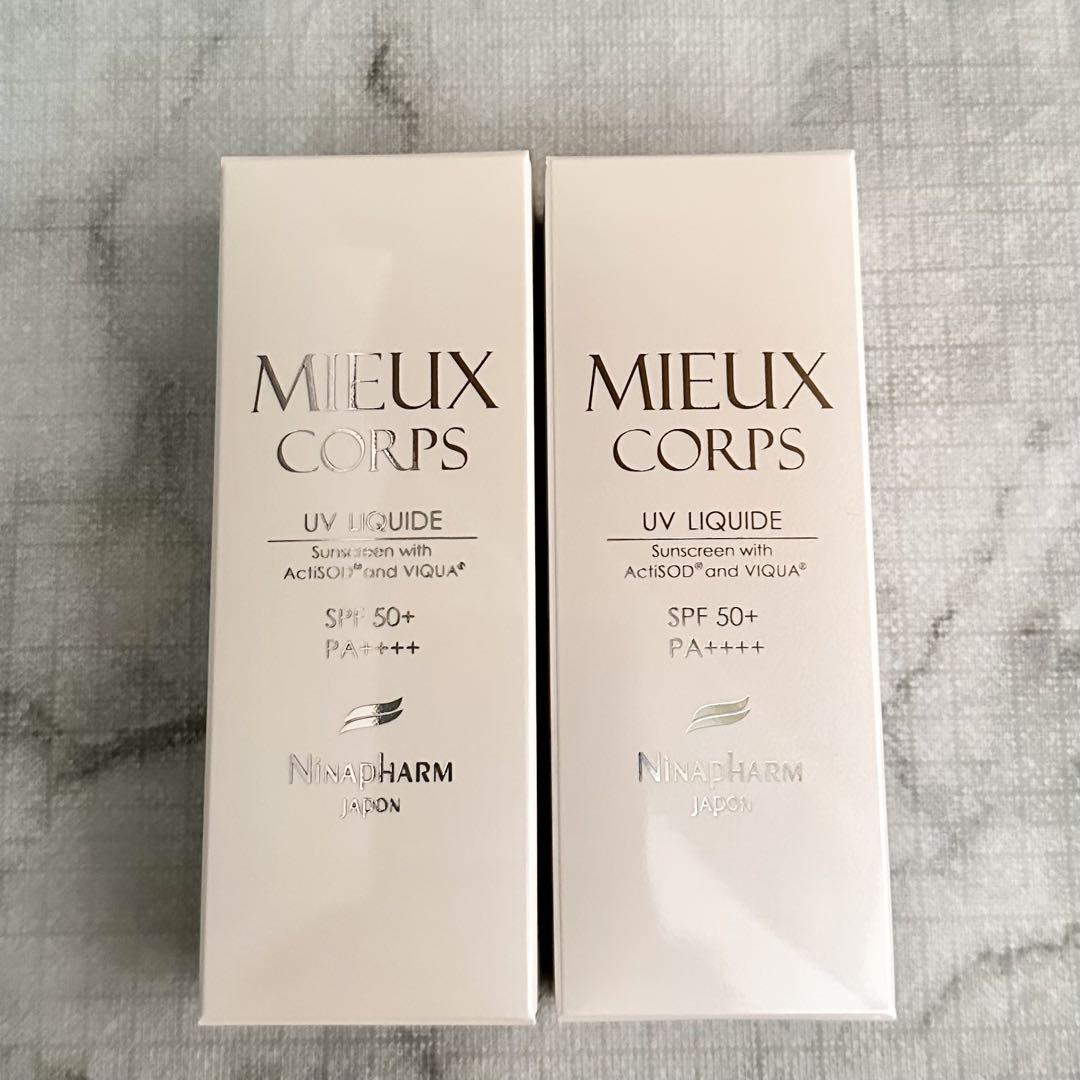 MIEUX
CORPS
UV LIQUIDE
Sunscreen with
ActiSOD® and VIQUA®
SPF 50+
PA++++
NINAPHARM
JAPON
MIEUX
CORPS
UV LIQUIDE
Sunscreen with
ActiSOD® and VIQUA®
SPF 50+
PA++++
NINAPHARM
JAPON